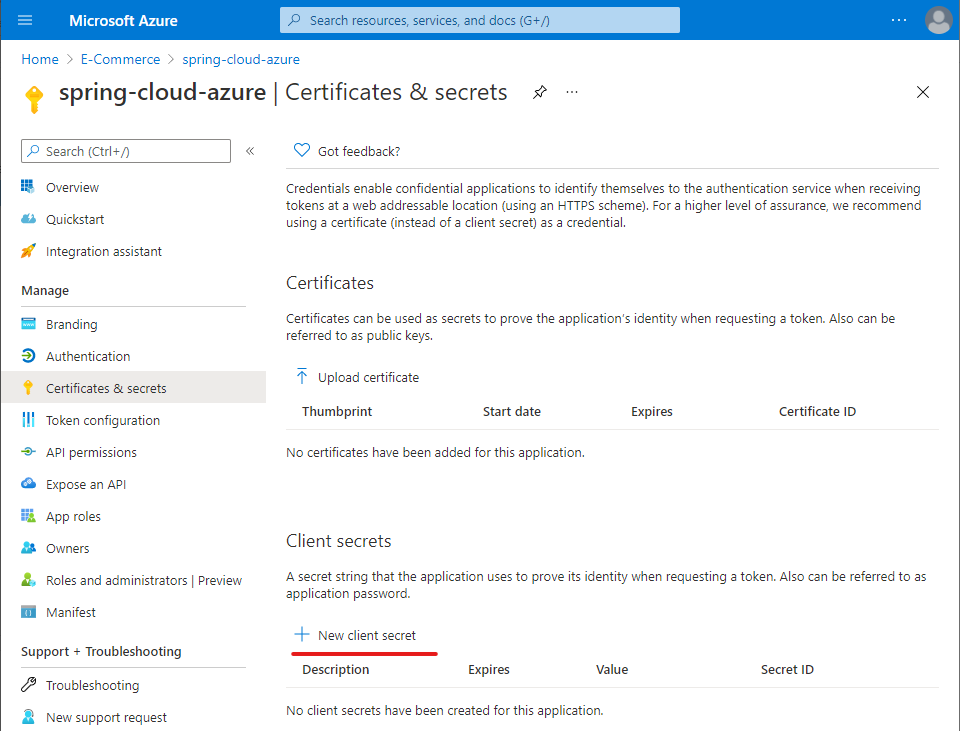 Microsoft Azure
Search resources, services, and docs (G+/)
Home > E-Commerce > spring-cloud-azure
spring-cloud-azure | Certificates & secrets
Search (Ctrl+/)
Overview
Quickstart
Integration assistant
Manage
Branding
Authentication
Certificates & secrets
Token configuration
API permissions
Expose an API
App roles
Owners
Roles and administrators | Preview
Manifest
Support + Troubleshooting
Troubleshooting
New support request
Got feedback?
Credentials enable confidential applications to identify themselves to the authentication service when receiving
tokens at a web addressable location (using an HTTPS scheme). For a higher level of assurance, we recommend
using a certificate (instead of a client secret) as a credential.
Certificates
Certificates can be used as secrets to prove the application's identity when requesting a token. Also can be
referred to as public keys.
Upload certificate
Thumbprint Start date Expires Certificate ID
No certificates have been added for this application.
Client secrets
A secret string that the application uses to prove its identity when requesting a token. Also can be referred to as
application password.
New client secret
Description Expires Value Secret ID
No client secrets have been created for this application.